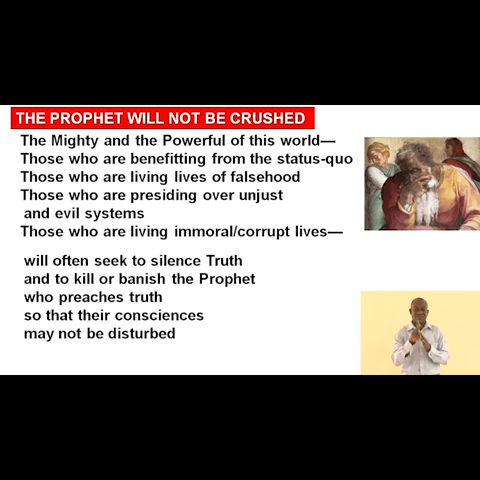 THE PROPHET WILL NOT BE CRUSHED
The Mighty and the Powerful of this world—
Those who are benefitting from the status-quo
Those who are living lives of falsehood
Those who are presiding over unjust
and evil systems
Those who are living immoral/corrupt lives—
will often seek to silence Truth
and to kill or banish the Prophet
who preaches truth
so that their consciences
may not be disturbed